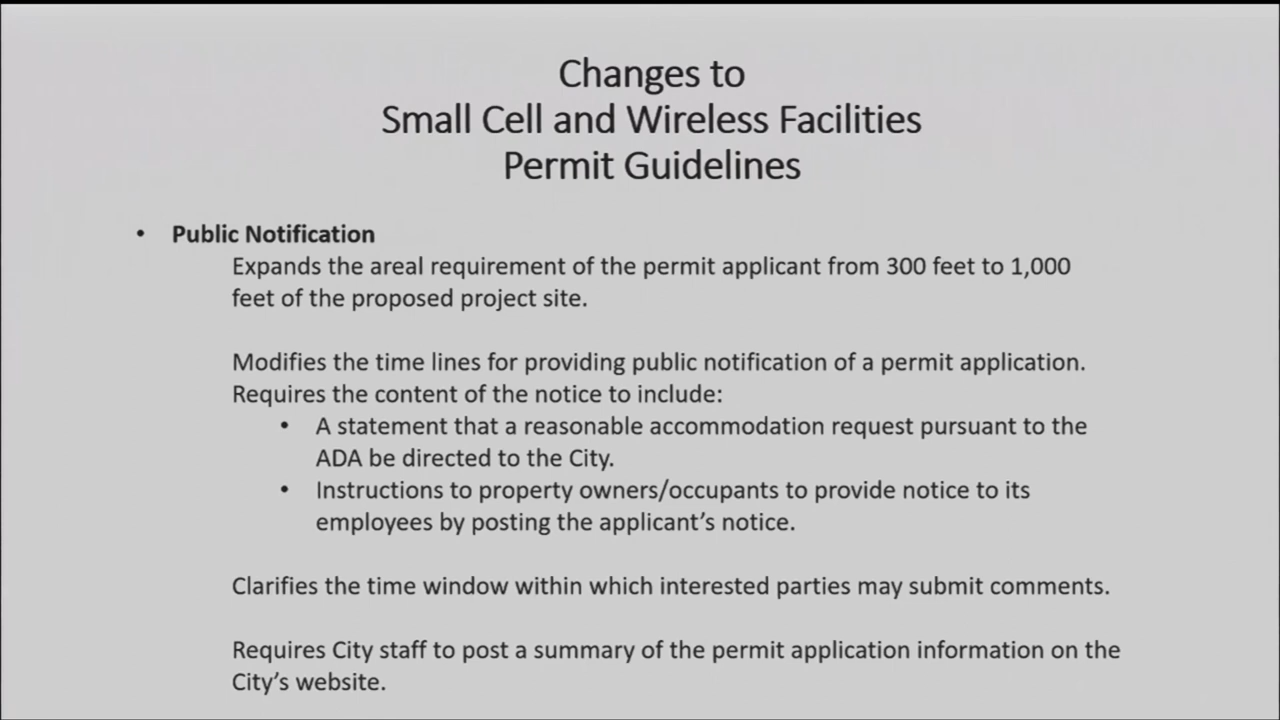 Changes to
Small Cell and Wireless Facilities
Permit Guidelines
• Public Notification
Expands the areal requirement of the permit applicant from 300 feet to 1,000
feet of the proposed project site.
Modifies the time lines for providing public notification of a permit application.
Requires the content of the notice to include:
• A statement that a reasonable accommodation request pursuant to the
ADA be directed to the City.
• Instructions to property owners/occupants to provide notice to its
employees by posting the applicant's notice.
Clarifies the time window within which interested parties may submit comments.
Requires City staff to post a summary of the permit application information on the
City's website.